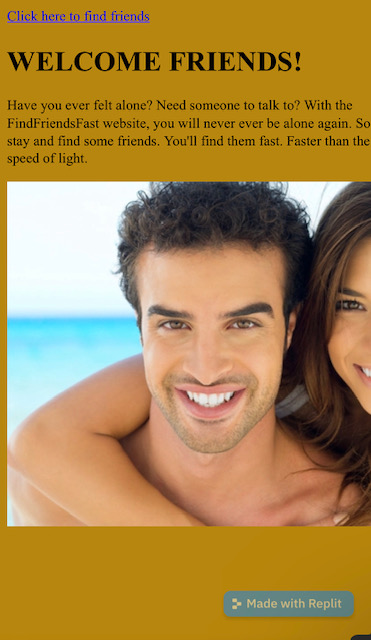 Click here to find friends
WELCOME FRIENDS!
Have you ever felt alone? Need someone to talk to? With the
FindFriendsFast website, you will never ever be alone again. So
stay and find some friends. You'll find them fast. Faster than the
speed of light.
Made with Replit